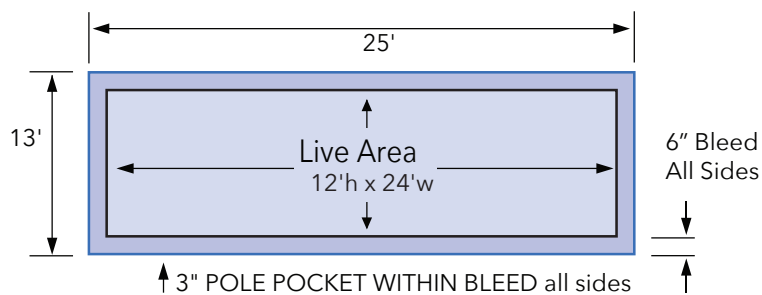 25'
13'
Live Area
12'h x 24'w
6” Bleed
All Sides
3" POLE POCKET WITHIN BLEED all sides